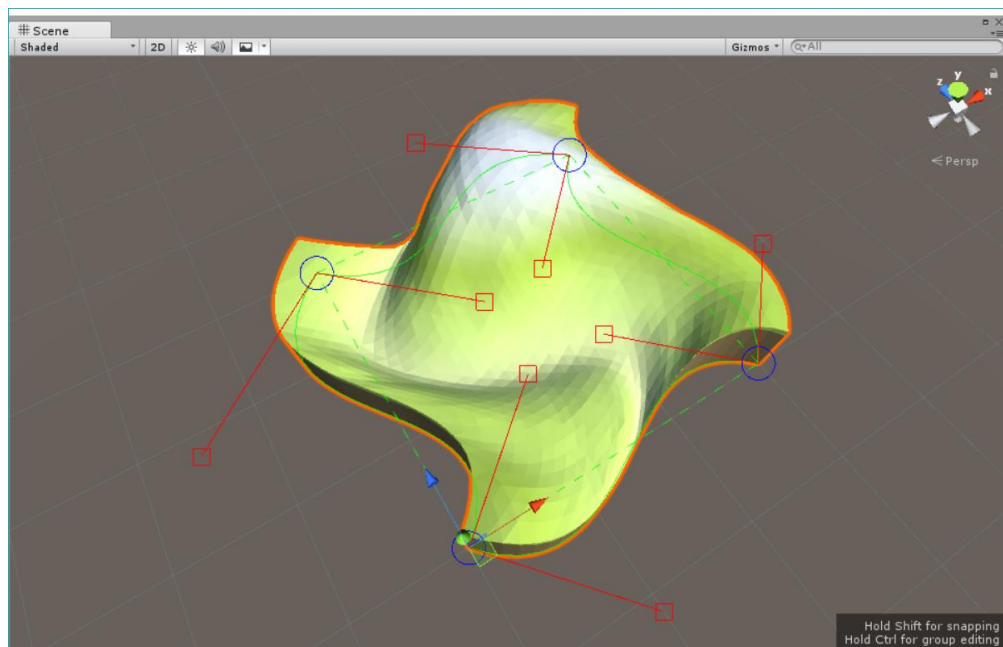 Scene
Shaded 2D Gizmos All
y
z x
Persp
Hold Shift for snapping
Hold Ctrl for group editing